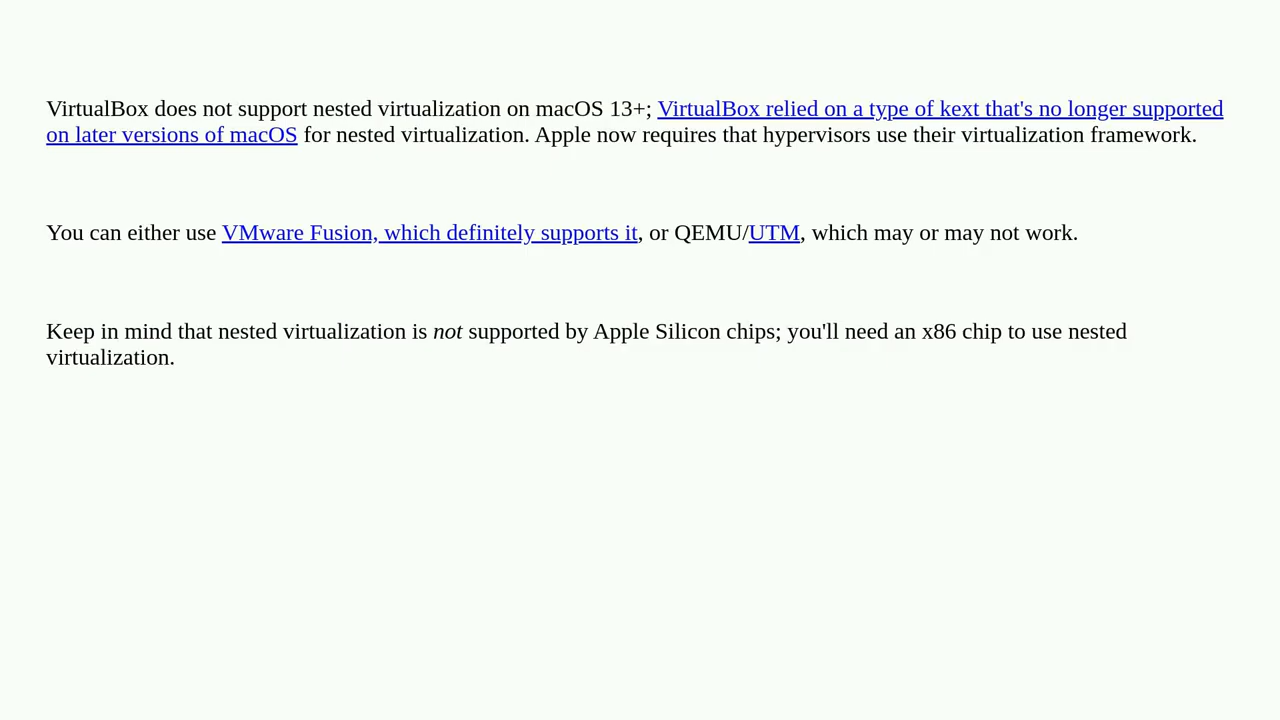 VirtualBox does not support nested virtualization on macOS 13+; VirtualBox relied on a type of kext that's no longer supported
on later versions of macOS for nested virtualization. Apple now requires that hypervisors use their virtualization framework.
You can either use VMware Fusion, which definitely supports it, or QEMU/UTM, which may or may not work.
Keep in mind that nested virtualization is not supported by Apple Silicon chips; you'll need an x86 chip to use nested
virtualization.